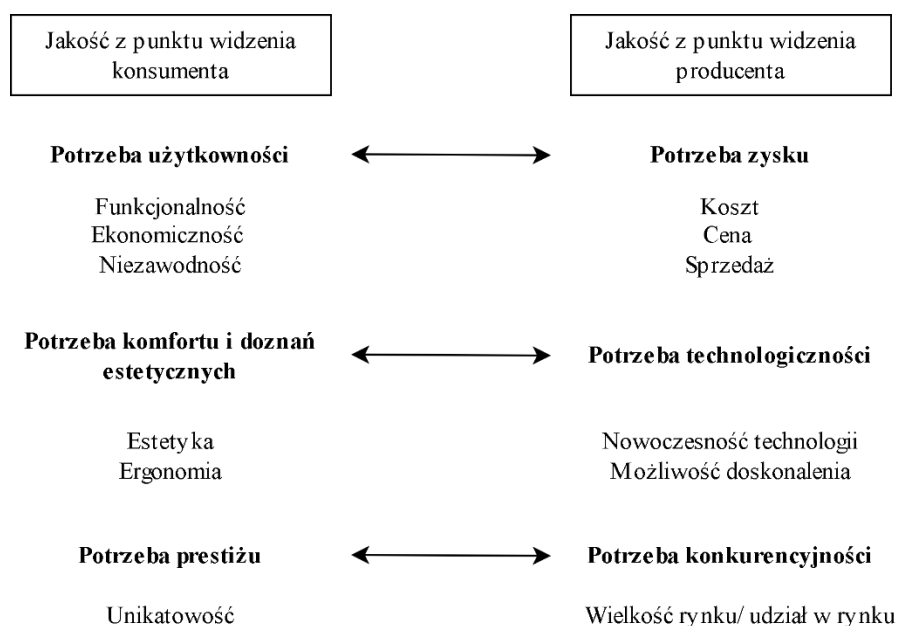 Jakość z punktu widzenia
konsumenta
Jakość z punktu widzenia
producenta
Potrzeba użytkowności
Potrzeba zysku
Funkcjonalność
Ekonomiczność
Niezawodność
Koszt
Cena
Sprzedaż
Potrzeba komfortu i doznań
estetycznych
Potrzeba technologiczności
Estetyka
Ergonomia
Nowoczesność technologii
Możliwość doskonalenia
Potrzeba prestiżu
Potrzeba konkurencyjności
Unikatowość
Wielkość rynku/ udział w rynku